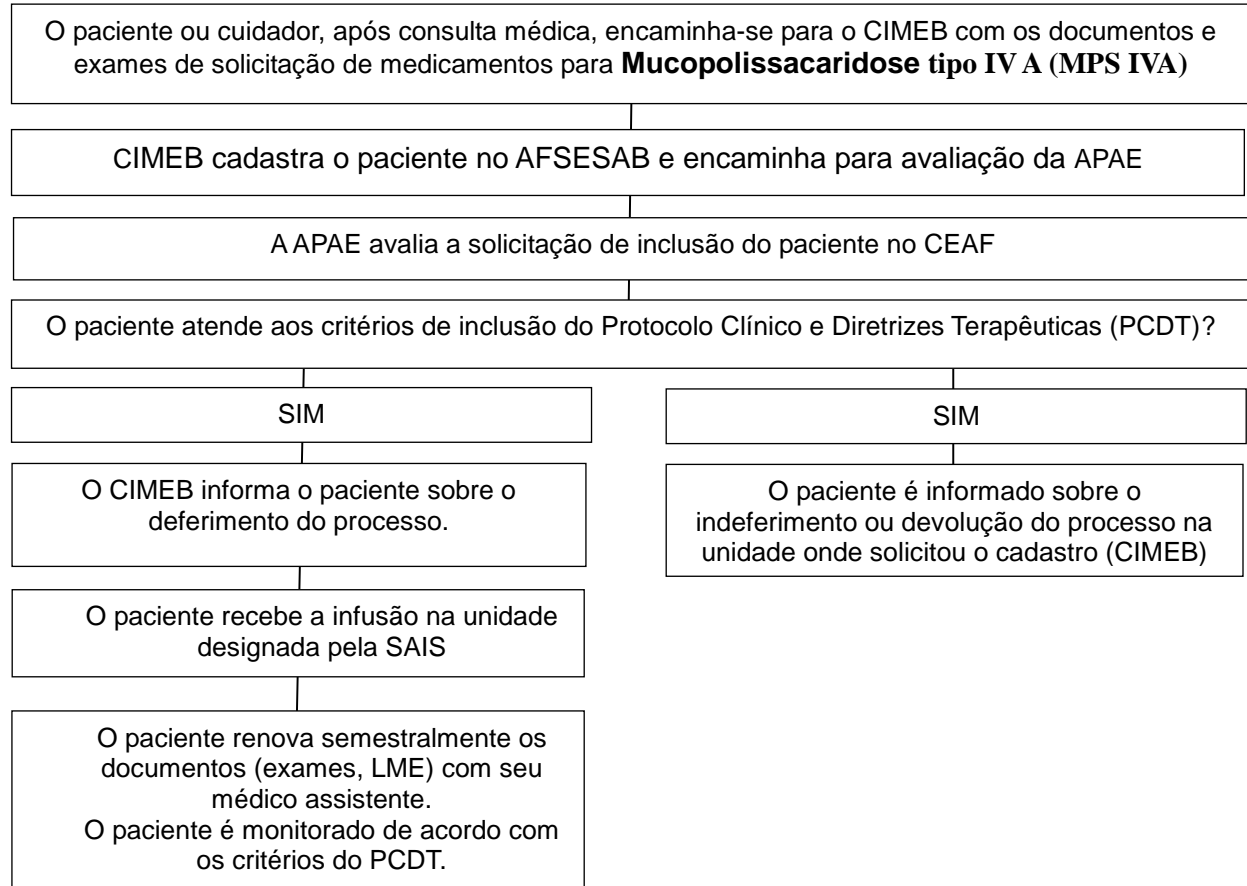 O paciente ou cuidador, após consulta médica, encaminha-se para o CIMEB com os documentos e
exames de solicitação de medicamentos para Mucopolissacaridose tipo IV A (MPS IVA)
CIMEB cadastra o paciente no AFSESAB e encaminha para avaliação da APAE
A APAE avalia a solicitação de inclusão do paciente no CEAF
O paciente atende aos critérios de inclusão do Protocolo Clínico e Diretrizes Terapêuticas (PCDT)?
SIM
O CIMEB informa o paciente sobre o
deferimento do processo.
O paciente recebe a infusão na unidade
designada pela SAIS
O paciente renova semestralmente os
documentos (exames, LME) com seu
médico assistente.
O paciente é monitorado de acordo com
os critérios do PCDT.
SIM
O paciente é informado sobre o
indeferimento ou devolução do processo na
unidade onde solicitou o cadastro (CIMEB)